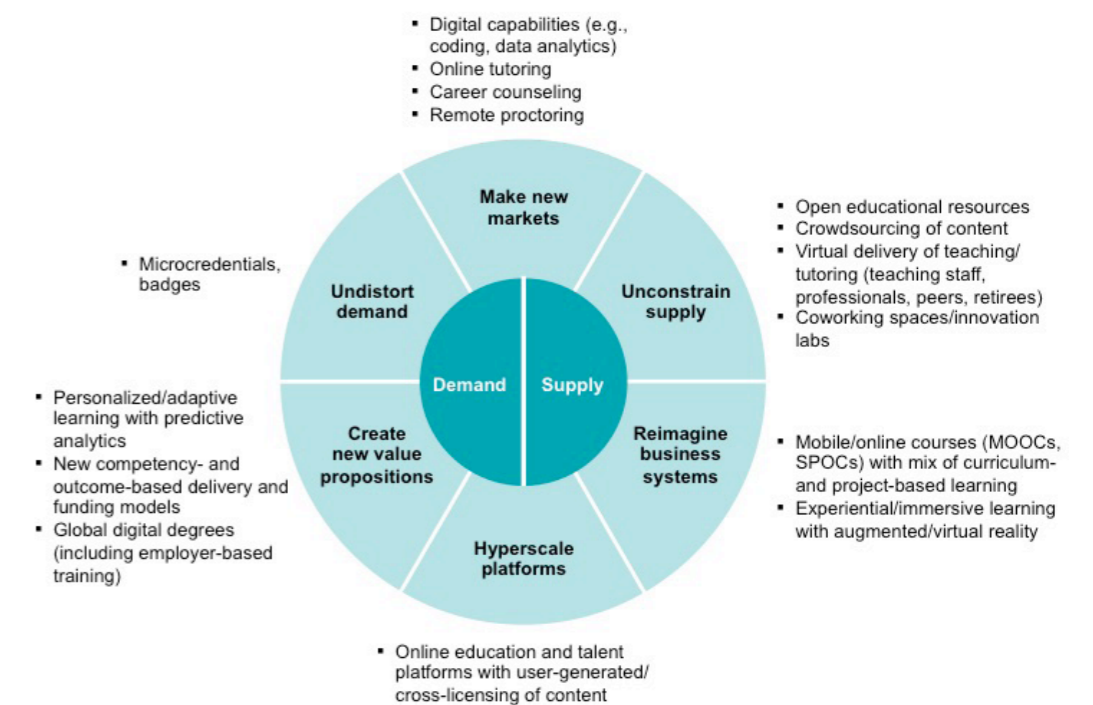 ▪ Digital capabilities (e.g.,
coding, data analytics)
▪ Online tutoring
▪ Career counseling
▪ Remote proctoring
Make new
markets
▪ Open educational resources
▪ Crowdsourcing of content
▪ Virtual delivery of teaching/
tutoring (teaching staff,
professionals, peers, retirees)
▪ Coworking spaces/innovation
labs
Unconstrain
supply
▪ Microcredentials,
badges
Undistort
demand
Demand
Supply
▪ Personalized/adaptive
learning with predictive
analytics
▪ New competency- and
outcome-based delivery and
funding models
▪ Global digital degrees
(including employer-based
training)
Create
new value
propositions
Reimagine
business
systems
▪ Mobile/online courses (MOOCs,
SPOCs) with mix of curriculum-
and project-based learning
▪ Experiential/immersive learning
with augmented/virtual reality
Hyperscale
platforms
▪ Online education and talent
platforms with user-generated/
cross-licensing of content